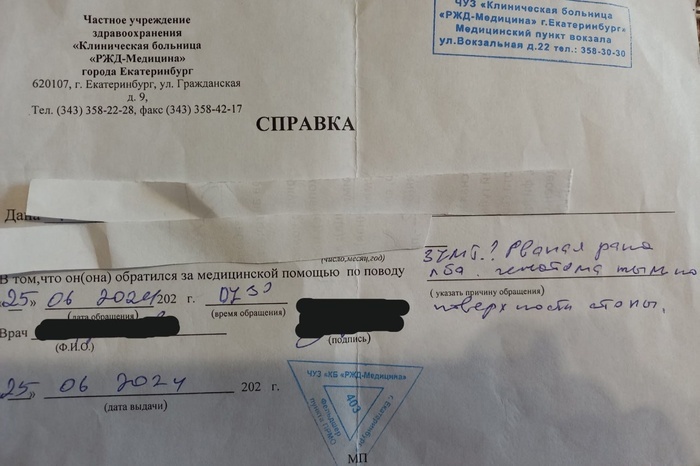 Частное учреждение
здравоохранения
«Клиническая больница
«РЖД-Медицина»
города Екатеринбург
620107, г. Екатеринбург, ул. Гражданская
д. 9,
Тел. (343) 358-22-28, факс (343) 358-42-17
ЧУЗ «Клиническая больница
«РЖД-Медицина» г.Екатеринбург»
Медицинский пункт вокзала
ул.Вокзальная д.22 тел.: 358-30-30
СПРАВКА
Дана
(число,месяц,год)
В том,что он(она) обратился за медицинской помощью по поводу
ЗЧМТ? Рваная рана
лба. гематома тыльно
(указать причину обращения)
поверхности стопы.
«25» 06 2024 202 г. 0730
(дата обращения) (время обращения)
Врач
(Ф.И.О.) (подпись)
«25» 06 2024 202 г.
(дата выдачи)
ЧУЗ «КБ «РЖД-Медицина»
г. Екатеринбург
403
МП